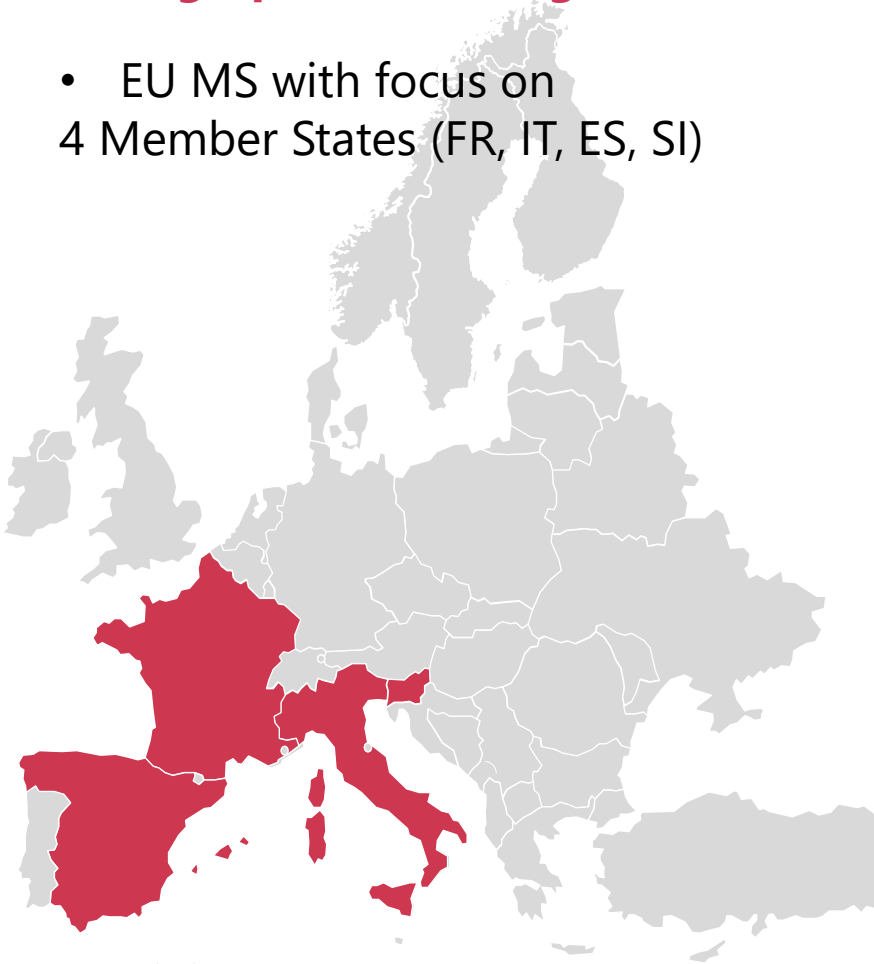 • EU MS with focus on
4 Member States (FR, IT, ES, SI)